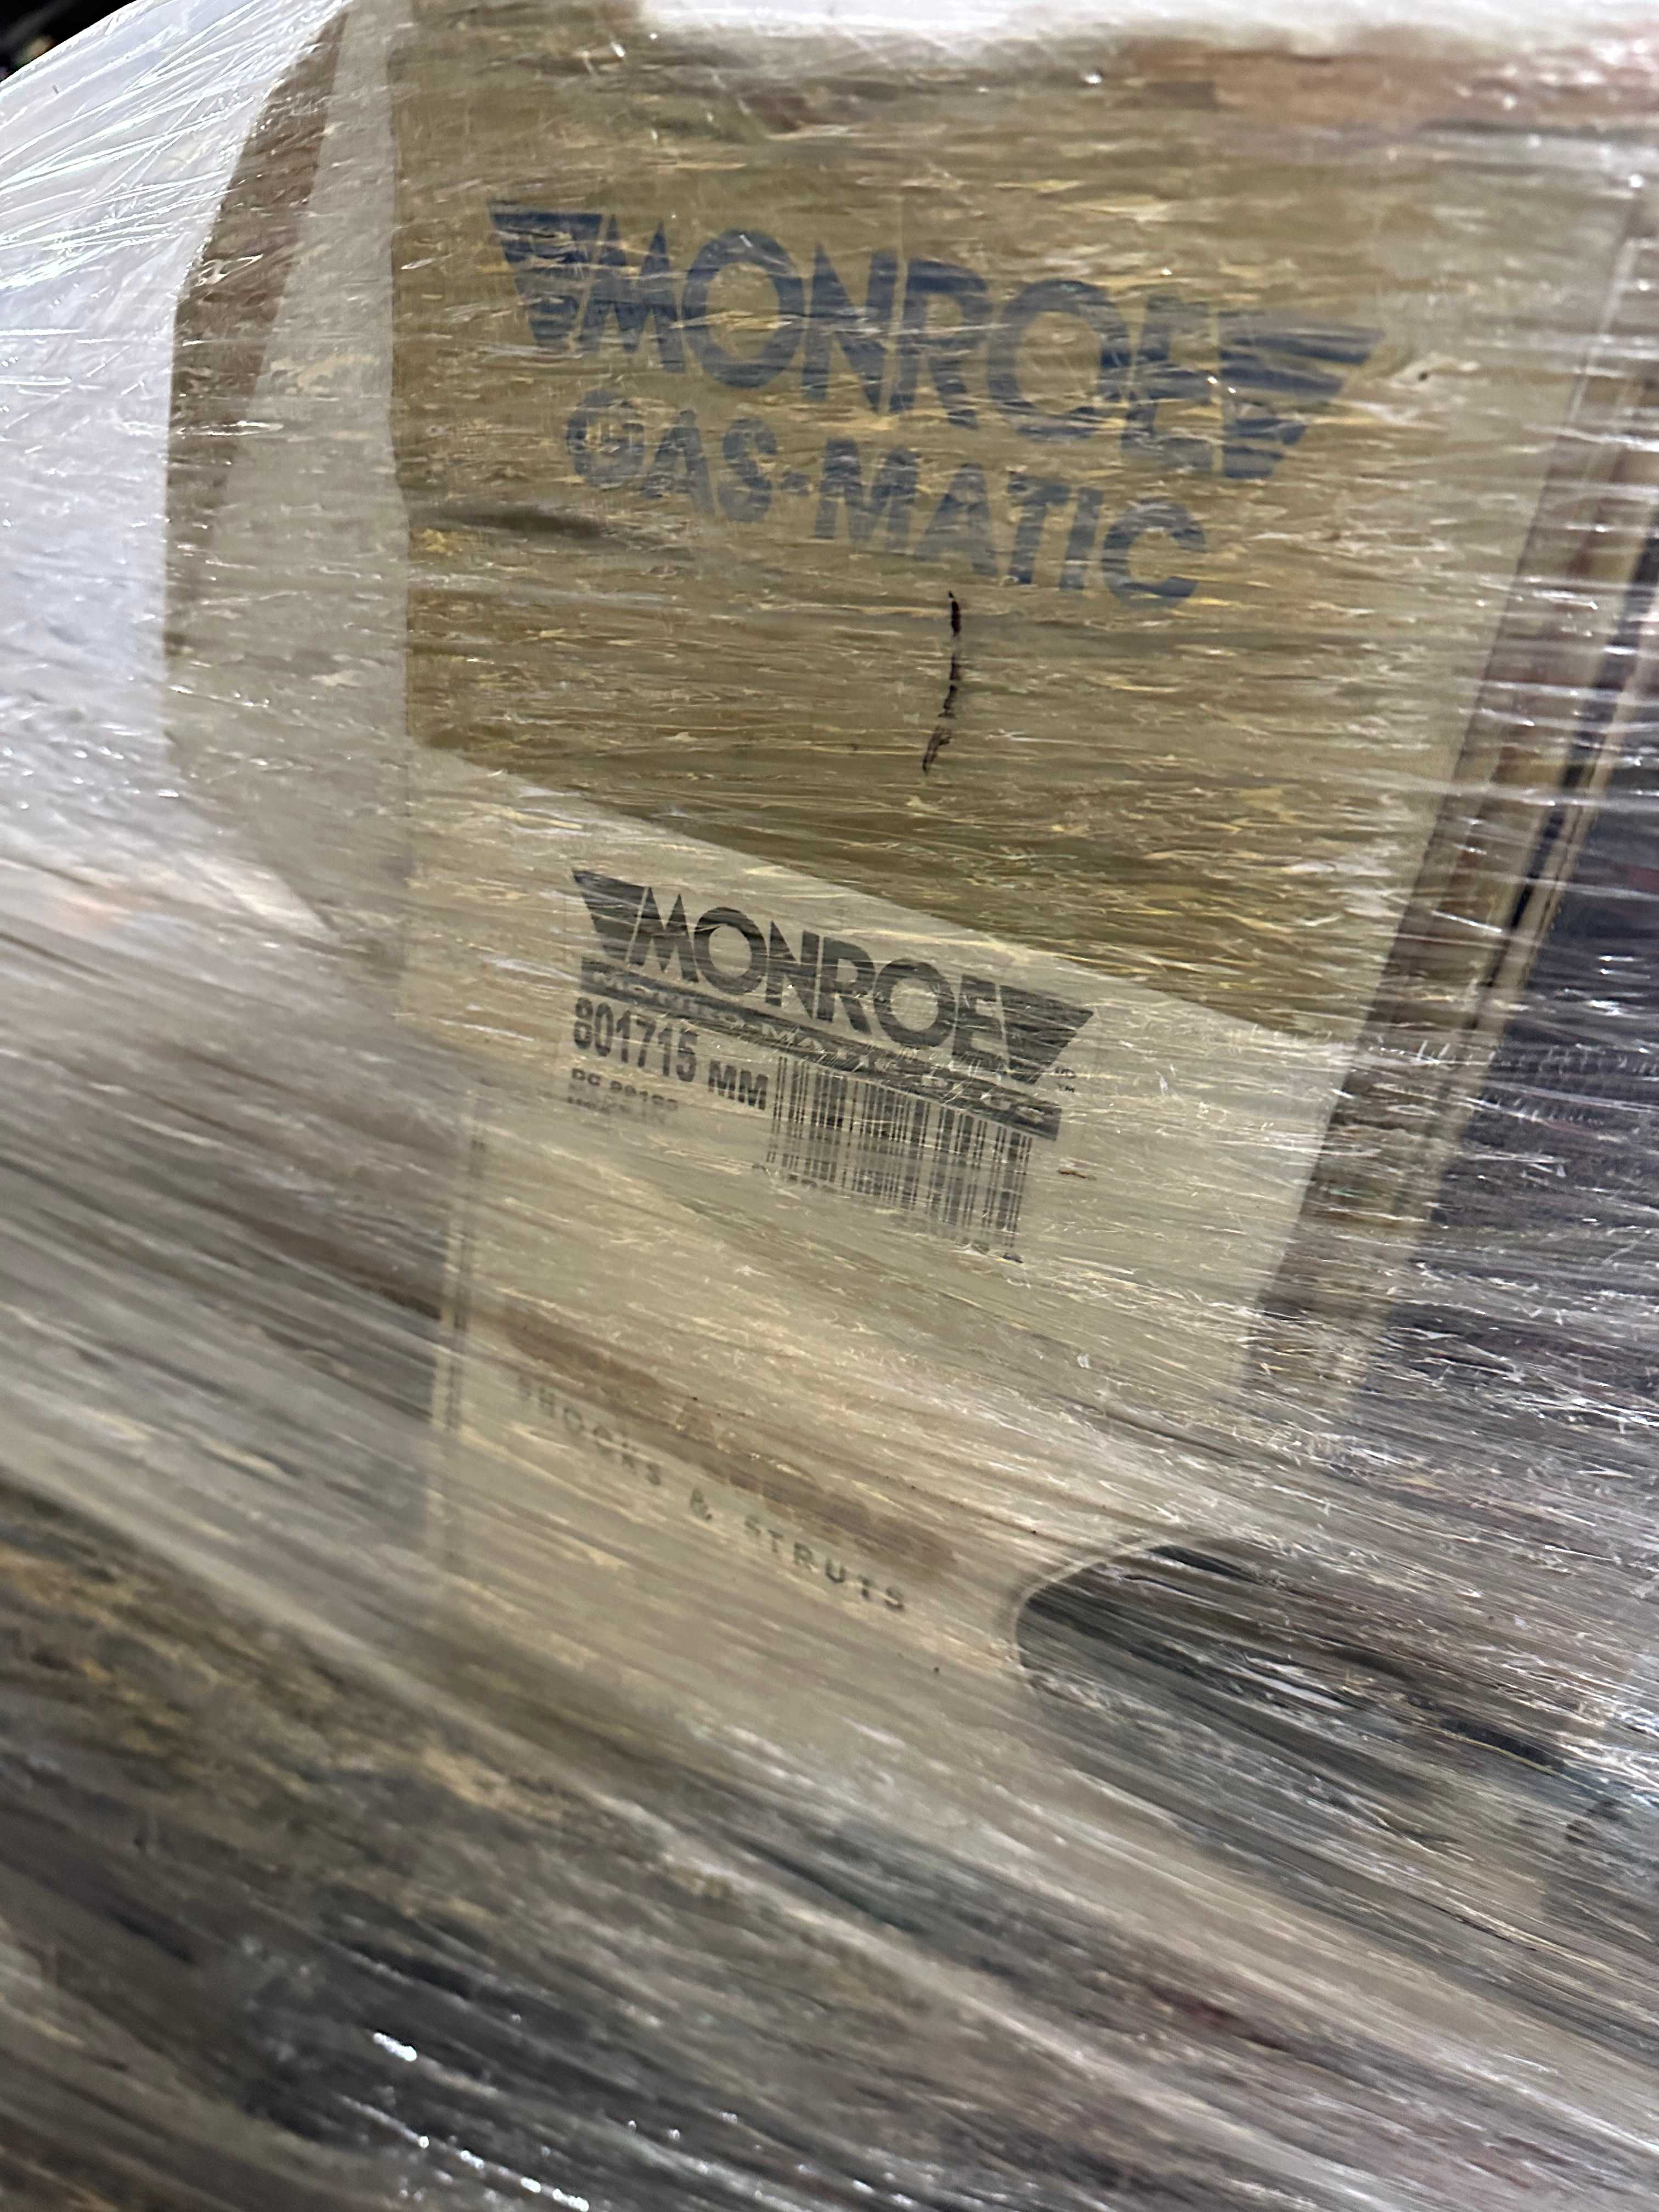 MONROE
GAS-MATIC
MONROE
801715 MM
SHOCKS & STRUTS